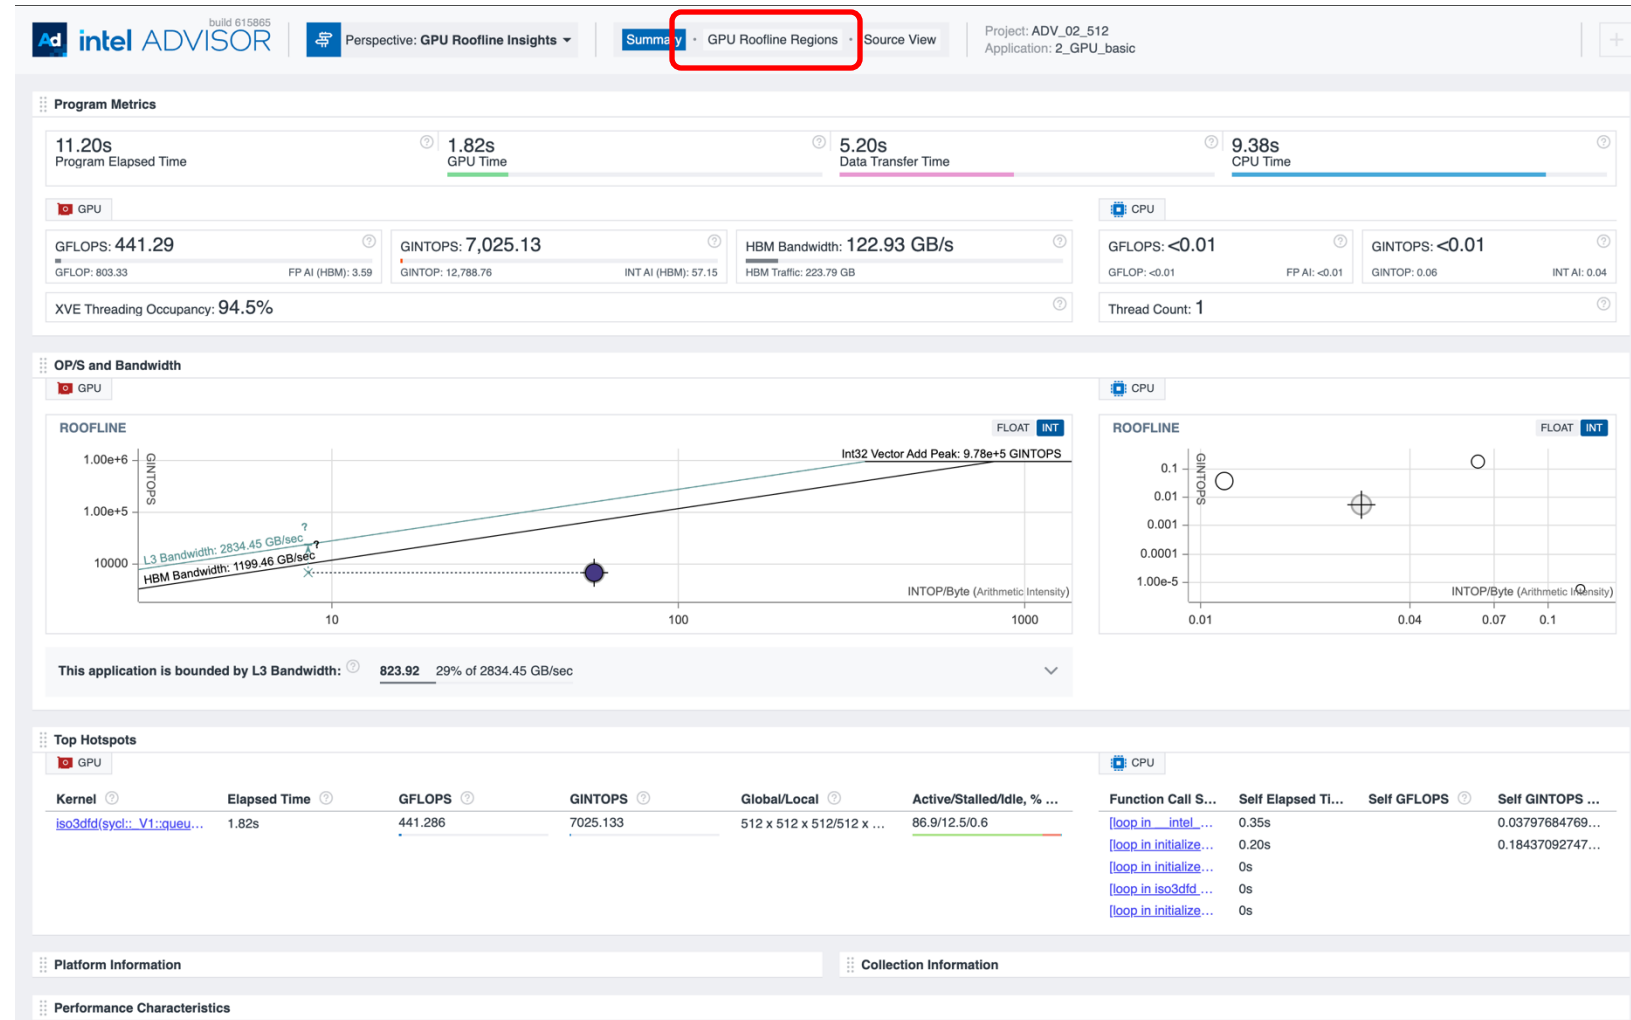 build 615865
Ad intel ADVISOR
Perspective: GPU Roofline Insights
Summary · GPU Roofline Regions · Source View
Project: ADV_02_512
Application: 2_GPU_basic
Program Metrics
11.20s
Program Elapsed Time
1.82s
GPU Time
5.20s
Data Transfer Time
9.38s
CPU Time
GPU
GFLOPS: 441.29
GFLOP: 803.33 FP AI (HBM): 3.59
GINTOPS: 7,025.13
GINTOP: 12,788.76 INT AI (HBM): 57.15
HBM Bandwidth: 122.93 GB/s
HBM Traffic: 223.79 GB
XVE Threading Occupancy: 94.5%
CPU
GFLOPS: <0.01
GFLOP: <0.01 FP AI: <0.01
GINTOPS: <0.01
GINTOP: 0.06 INT AI: 0.04
Thread Count: 1
OP/S and Bandwidth
GPU
ROOFLINE
FLOAT INT
GINTOPS
1.00e+6
1.00e+5
10000
Int32 Vector Add Peak: 9.78e+5 GINTOPS
L3 Bandwidth: 2834.45 GB/sec
?
HBM Bandwidth: 1199.46 GB/sec
?
INTOP/Byte (Arithmetic Intensity)
10 100 1000
This application is bounded by L3 Bandwidth: 823.92 29% of 2834.45 GB/sec
CPU
ROOFLINE
FLOAT INT
GINTOPS
0.1
0.01
0.001
0.0001
1.00e-5
INTOP/Byte (Arithmetic Intensity)
0.01 0.04 0.07 0.1
Top Hotspots
GPU
Kernel Elapsed Time GFLOPS GINTOPS Global/Local Active/Stalled/Idle, % ...
iso3dfd(sycl::_V1::queu... 1.82s 441.286 7025.133 512 x 512 x 512/512 x ... 86.9/12.5/0.6
CPU
Function Call S... Self Elapsed Ti... Self GFLOPS Self GINTOPS ...
[loop in __intel_... 0.35s 0.03797684769...
[loop in initialize... 0.20s 0.18437092747...
[loop in initialize... 0s
[loop in iso3dfd_... 0s
[loop in initialize... 0s
Platform Information
Collection Information
Performance Characteristics